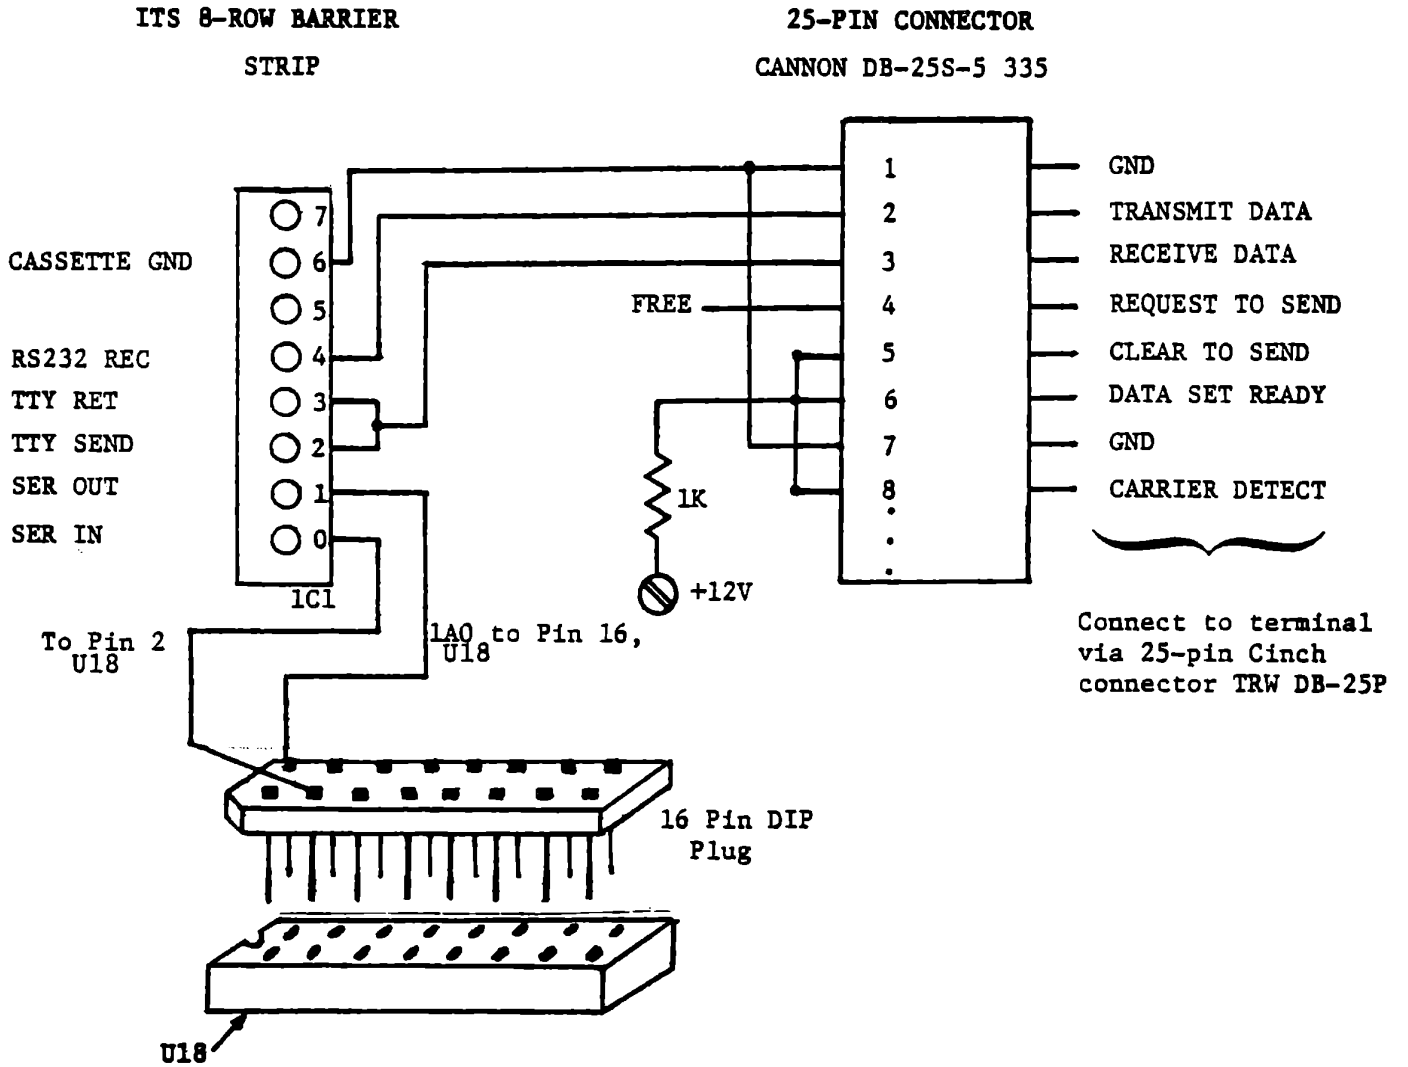 ITS 8-ROW BARRIER
STRIP
25-PIN CONNECTOR
CANNON DB-25S-5 335
7
CASSETTE GND 6
5
RS232 REC 4
TTY RET 3
TTY SEND 2
SER OUT 1
SER IN 0
1C1
1 GND
2 TRANSMIT DATA
3 RECEIVE DATA
FREE 4 REQUEST TO SEND
5 CLEAR TO SEND
6 DATA SET READY
7 GND
8 CARRIER DETECT
1K
+12V
To Pin 2
U18
1A0 to Pin 16,
U18
Connect to terminal
via 25-pin Cinch
connector TRW DB-25P
16 Pin DIP
Plug
U18